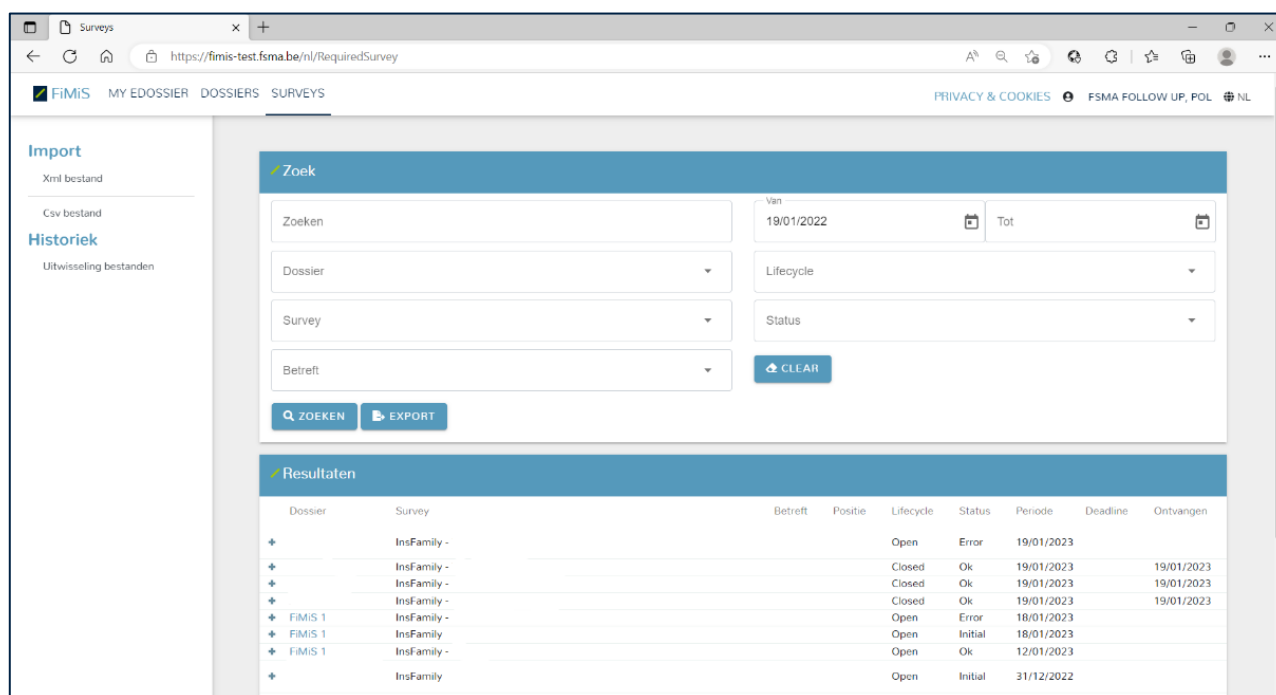 Surveys
https://fimis-test.fsma.be/nl/RequiredSurvey
FiMiS MY EDOSSIER DOSSIERS SURVEYS PRIVACY & COOKIES FSMA FOLLOW UP, POL NL
Import
Xml bestand
Csv bestand
Historiek
Uitwisseling bestanden
Zoek
Zoeken
Van
19/01/2022
Tot
Dossier
Lifecycle
Survey
Status
Betreft
CLEAR
ZOEKEN EXPORT
Resultaten
Dossier Survey Betreft Positie Lifecycle Status Periode Deadline Ontvangen
+ InsFamily - Open Error 19/01/2023
+ InsFamily - Closed Ok 19/01/2023 19/01/2023
+ InsFamily - Closed Ok 19/01/2023 19/01/2023
+ InsFamily - Closed Ok 19/01/2023 19/01/2023
+ FiMiS 1 InsFamily - Open Error 18/01/2023
+ FiMiS 1 InsFamily Open Initial 18/01/2023
+ FiMiS 1 InsFamily - Open Ok 12/01/2023
+ InsFamily Open Initial 31/12/2022